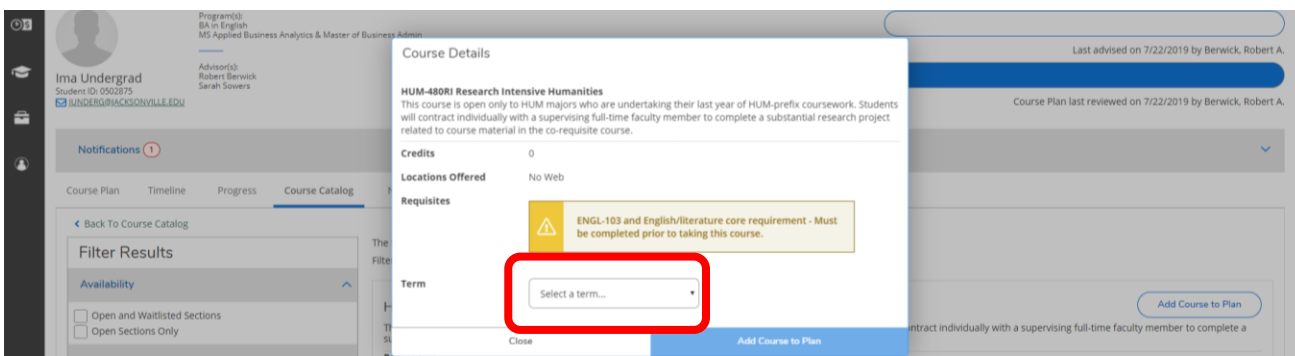 Program(s):
BA in English
MS Applied Business Analytics & Master of Business Admin
Advisor(s):
Robert Berwick
Sarah Sowers
Ima Undergrad
Student ID: 0502875
IUNDERG@JACKSONVILLE.EDU
Last advised on 7/22/2019 by Berwick, Robert A.
Course Plan last reviewed on 7/22/2019 by Berwick, Robert A.
Notifications 1
Course Plan Timeline Progress Course Catalog
Back To Course Catalog
Filter Results
Availability
Open and Waitlisted Sections
Open Sections Only
The
Filte
H
Course Details
HUM-480RI Research Intensive Humanities
This course is open only to HUM majors who are undertaking their last year of HUM-prefix coursework. Students
will contract individually with a supervising full-time faculty member to complete a substantial research project
related to course material in the co-requisite course.
Credits 0
Locations Offered No Web
Requisites
ENGL-103 and English/literature core requirement - Must
be completed prior to taking this course.
Term Select a term...
Close Add Course to Plan
Add Course to Plan
ntract individually with a supervising full-time faculty member to complete a